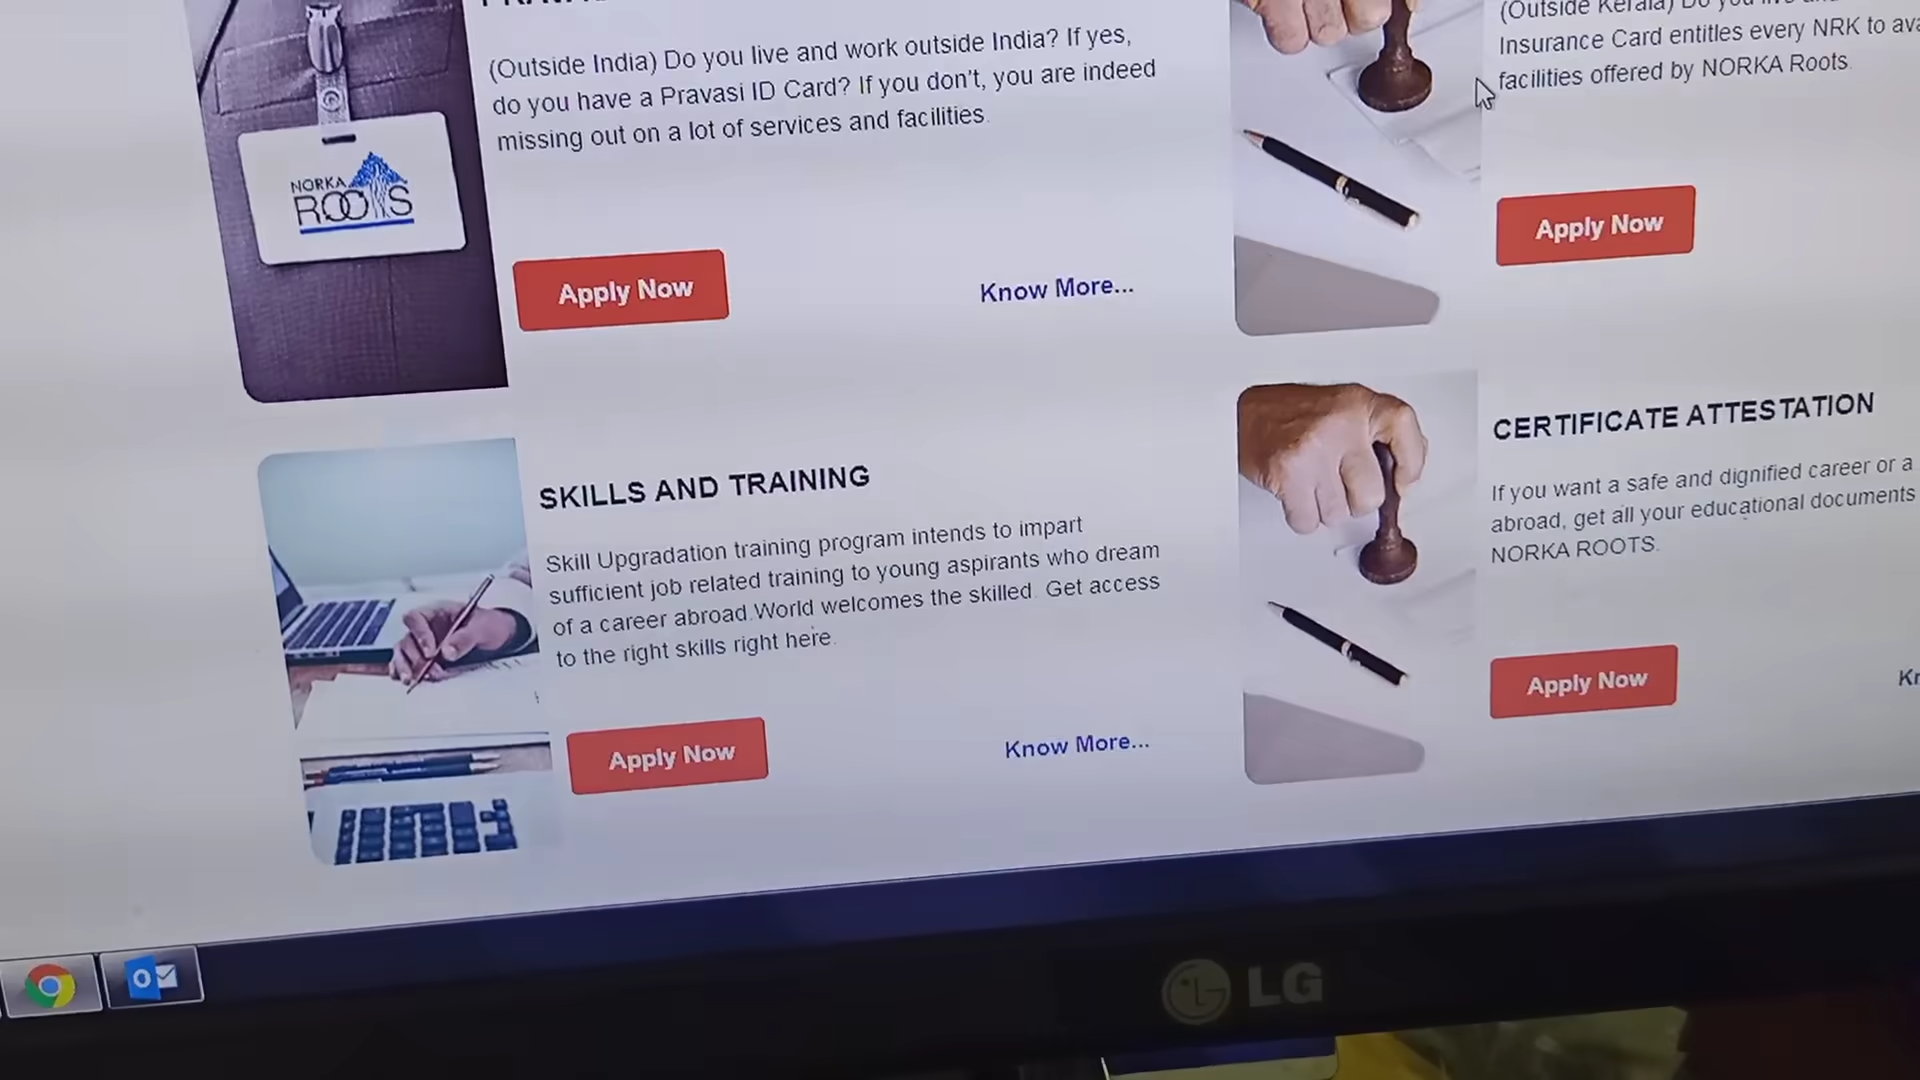 (Outside India) Do you live and work outside India? If yes,
do you have a Pravasi ID Card? If you don't, you are indeed
missing out on a lot of services and facilities.
NORKA
ROOTS
Apply Now
Know More...
(Outside Kerala) Do you live
Insurance Card entitles every NRK to
facilities offered by NORKA Roots.
Apply Now
SKILLS AND TRAINING
Skill Upgradation training program intends to impart
sufficient job related training to young aspirants who dream
of a career abroad.World welcomes the skilled. Get access
to the right skills right here.
Apply Now
Know More...
CERTIFICATE ATTESTATION
If you want a safe and dignified career or a
abroad, get all your educational documents
NORKA ROOTS.
Apply Now
LG